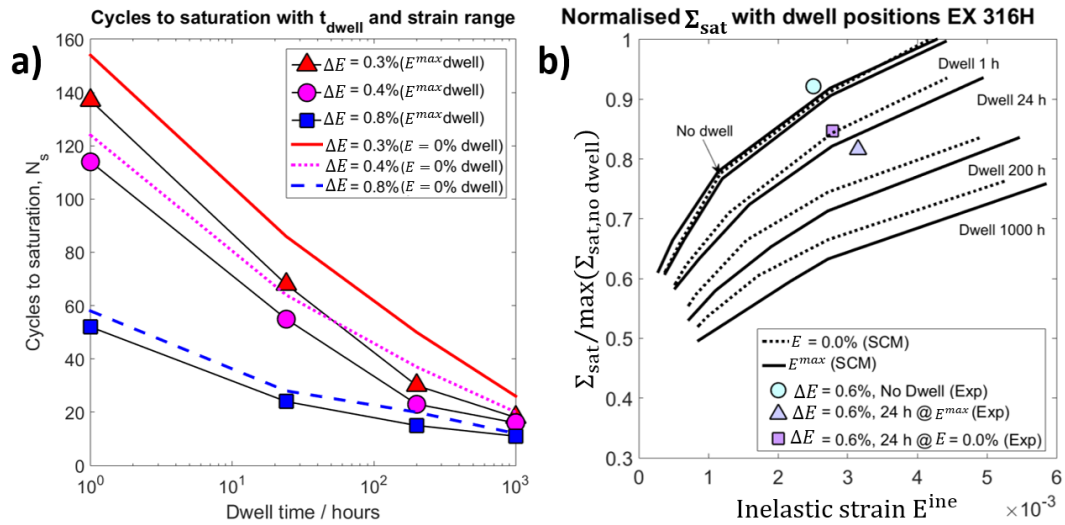 a)
Cycles to saturation with t_dwell and strain range
Cycles to saturation, N_s
160
140
120
100
80
60
40
20
0
ΔE = 0.3%(E^max dwell)
ΔE = 0.4%(E^max dwell)
ΔE = 0.8%(E^max dwell)
ΔE = 0.3%(E = 0% dwell)
ΔE = 0.4%(E = 0% dwell)
ΔE = 0.8%(E = 0% dwell)
10^0
10^1
10^2
10^3
Dwell time / hours
b)
Normalised Σ_sat with dwell positions EX 316H
Σ_sat/max(Σ_sat,no dwell)
1
0.9
0.8
0.7
0.6
0.5
0.4
0.3
No dwell
Dwell 1 h
Dwell 24 h
Dwell 200 h
Dwell 1000 h
E = 0.0% (SCM)
E^max (SCM)
ΔE = 0.6%, No Dwell (Exp)
ΔE = 0.6%, 24 h @ E^max (Exp)
ΔE = 0.6%, 24 h @ E = 0.0% (Exp)
0 1 2 3 4 5 6
Inelastic strain E^ine
×10^-3